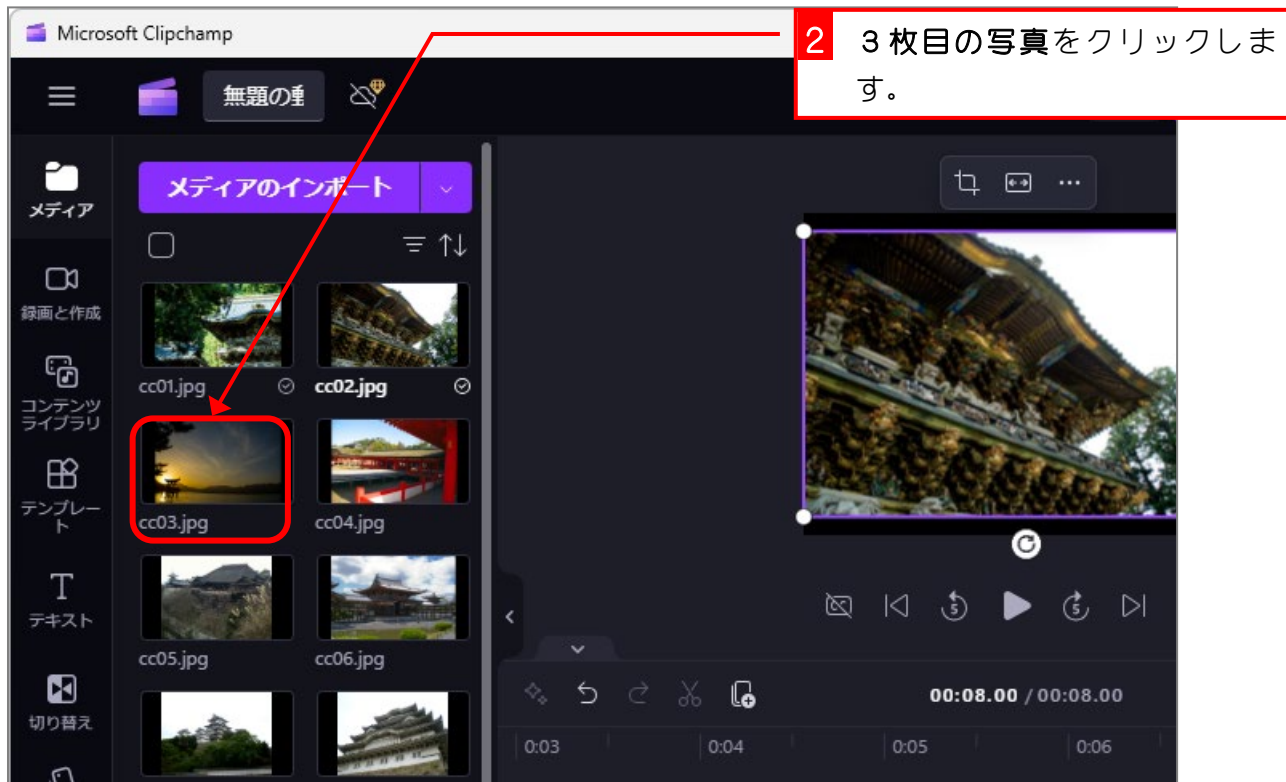 Microsoft Clipchamp
2 3枚目の写真をクリックしま
す。
無題の動
メディア
メディアのインポート
録画と作成
cc01.jpg
cc02.jpg
コンテンツ
ライブラリ
cc03.jpg
cc04.jpg
テンプレー
ト
テキスト
cc05.jpg
cc06.jpg
切り替え
5
5
00:08.00 / 00:08.00
0:03
0:04
0:05
0:06